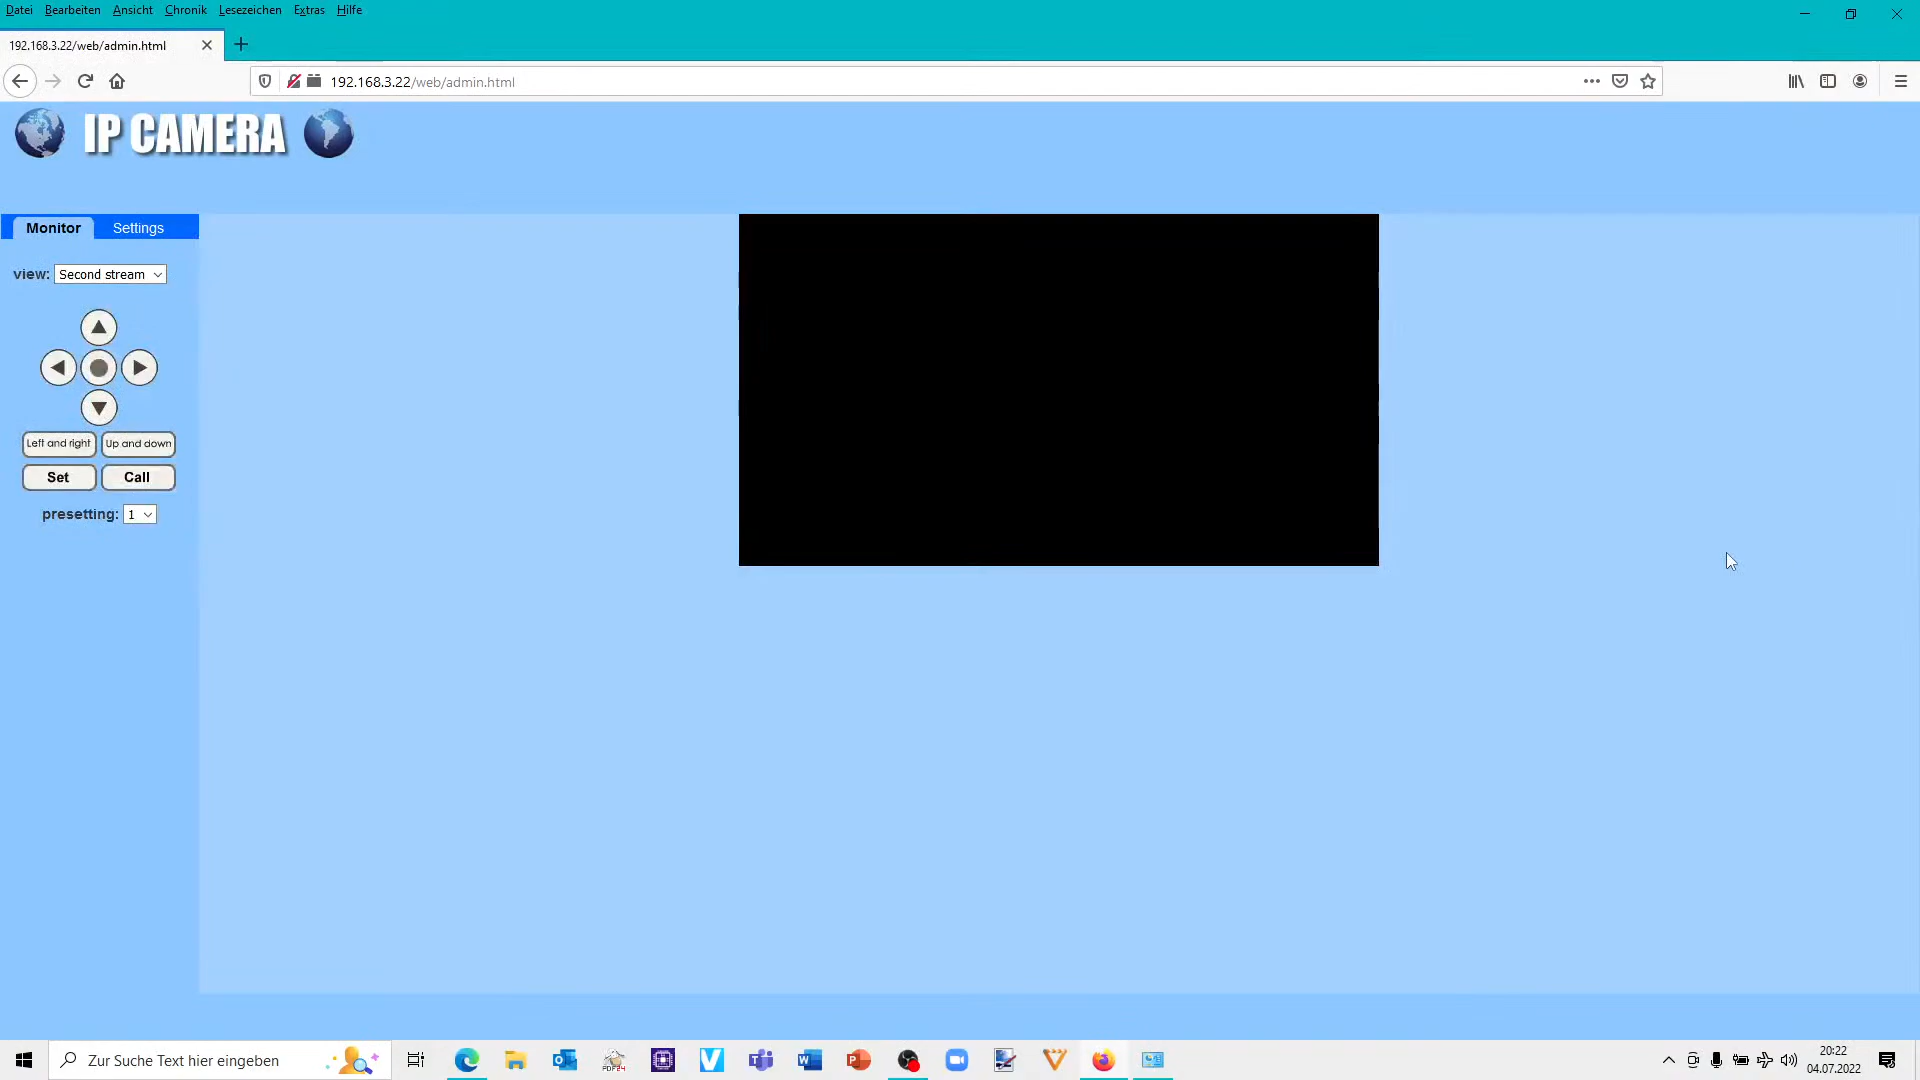 Datei Bearbeiten Ansicht Chronik Lesezeichen Extras Hilfe
192.168.3.22/web/admin.html
192.168.3.22/web/admin.html
IP CAMERA
Monitor Settings
view: Second stream
Left and right Up and down
Set Call
presetting: 1
Zur Suche Text hier eingeben
PDF24
20:22
04.07.2022